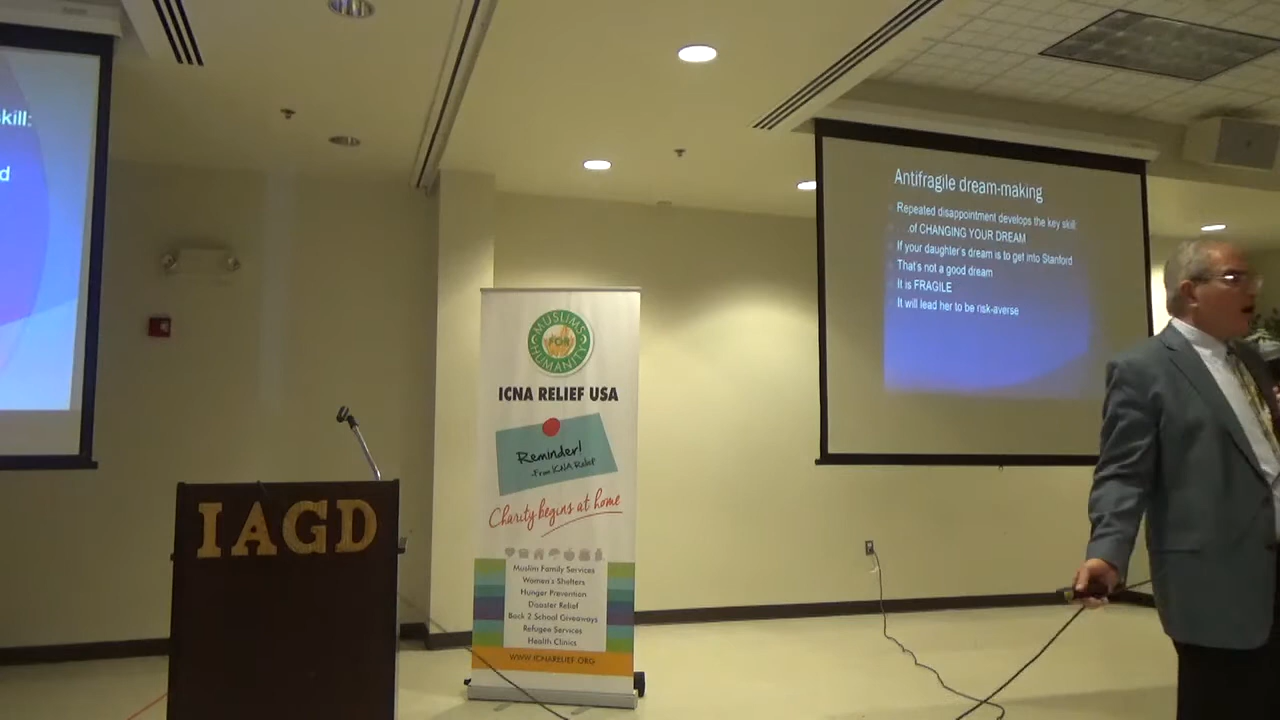 skill:
d
Antifragile dream-making
Repeated disappointment develops the key skill:
..of CHANGING YOUR DREAM
If your daughter's dream is to get into Stanford
That's not a good dream
It is FRAGILE
It will lead her to be risk-averse
MUSLIMS
FOR
HUMANITY
ICNA RELIEF USA
Reminder!
-From ICNA Relief
Charity begins at home
Muslim Family Services
Women's Shelters
Hunger Prevention
Disaster Relief
Back 2 School Giveaways
Refugee Services
Health Clinics
WWW.ICNARELIEF.ORG
IAGD